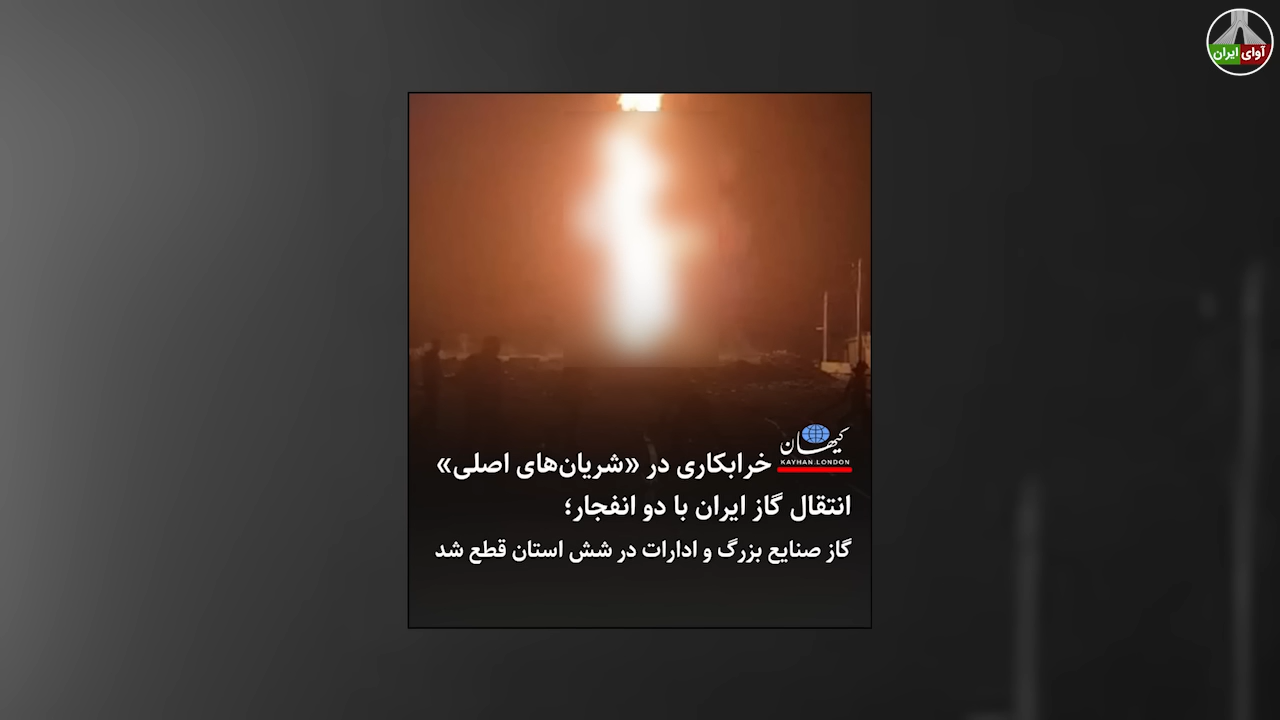 آوای ایران
کیهان
KAYHAN.LONDON
خرابکاری در «شریان‌های اصلی»
انتقال گاز ایران با دو انفجار؛
گاز صنایع بزرگ و ادارات در شش استان قطع شد